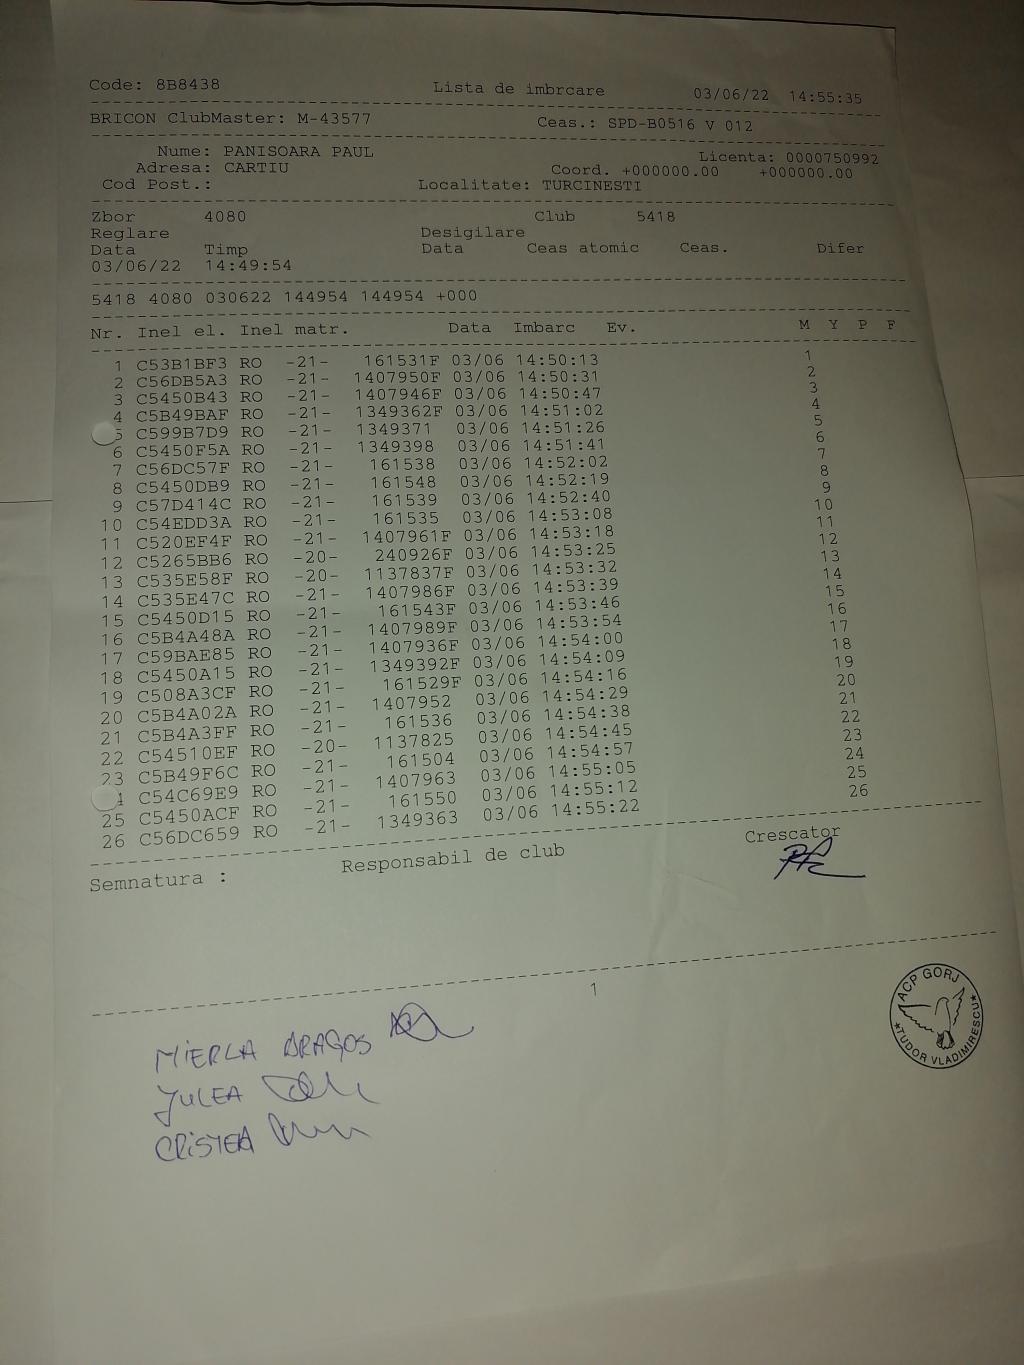 Code: 8B8438 Lista de imbrcare 03/06/22 14:55:35
BRICON ClubMaster: M-43577 Ceas.: SPD-B0516 V 012
Nume: PANISOARA PAUL Licenta: 0000750992
Adresa: CARTIU Coord. +000000.00 +000000.00
Cod Post.: Localitate: TURCINESTI
Zbor 4080 Club 5418
Reglare Desigilare
Data Timp Data Ceas atomic Ceas. Difer
03/06/22 14:49:54
5418 4080 030622 144954 144954 +000
Nr. Inel el. Inel matr. Data Imbarc Ev. M Y P F
1 C53B1BF3 RO -21- 161531F 03/06 14:50:13 1
2 C56DB5A3 RO -21- 1407950F 03/06 14:50:31 2
3 C5450B43 RO -21- 1407946F 03/06 14:50:47 3
4 C5B49BAF RO -21- 1349362F 03/06 14:51:02 4
5 C599B7D9 RO -21- 1349371 03/06 14:51:26 5
6 C5450F5A RO -21- 1349398 03/06 14:51:41 6
7 C56DC57F RO -21- 161538 03/06 14:52:02 7
8 C5450DB9 RO -21- 161548 03/06 14:52:19 8
9 C57D414C RO -21- 161539 03/06 14:52:40 9
10 C54EDD3A RO -21- 161535 03/06 14:53:08 10
11 C520EF4F RO -21- 1407961F 03/06 14:53:18 11
12 C5265BB6 RO -20- 240926F 03/06 14:53:25 12
13 C535E58F RO -20- 1137837F 03/06 14:53:32 13
14 C535E47C RO -21- 1407986F 03/06 14:53:39 14
15 C5450D15 RO -21- 161543F 03/06 14:53:46 15
16 C5B4A48A RO -21- 1407989F 03/06 14:53:54 16
17 C59BAE85 RO -21- 1407936F 03/06 14:54:00 17
18 C5450A15 RO -21- 1349392F 03/06 14:54:09 18
19 C508A3CF RO -21- 161529F 03/06 14:54:16 19
20 C5B4A02A RO -21- 1407952 03/06 14:54:29 20
21 C5B4A3FF RO -21- 161536 03/06 14:54:38 21
22 C54510EF RO -20- 1137825 03/06 14:54:45 22
23 C5B49F6C RO -21- 161504 03/06 14:54:57 23
4 C54C69E9 RO -21- 1407963 03/06 14:55:05 24
25 C5450ACF RO -21- 161550 03/06 14:55:12 25
26 C56DC659 RO -21- 1349363 03/06 14:55:22 26
Semnatura : Responsabil de club Crescator
1
ACP GORJ
*TUDOR VLADIMIRESCU*
MIERLA DRAGOS
JULEA
CRISTEA